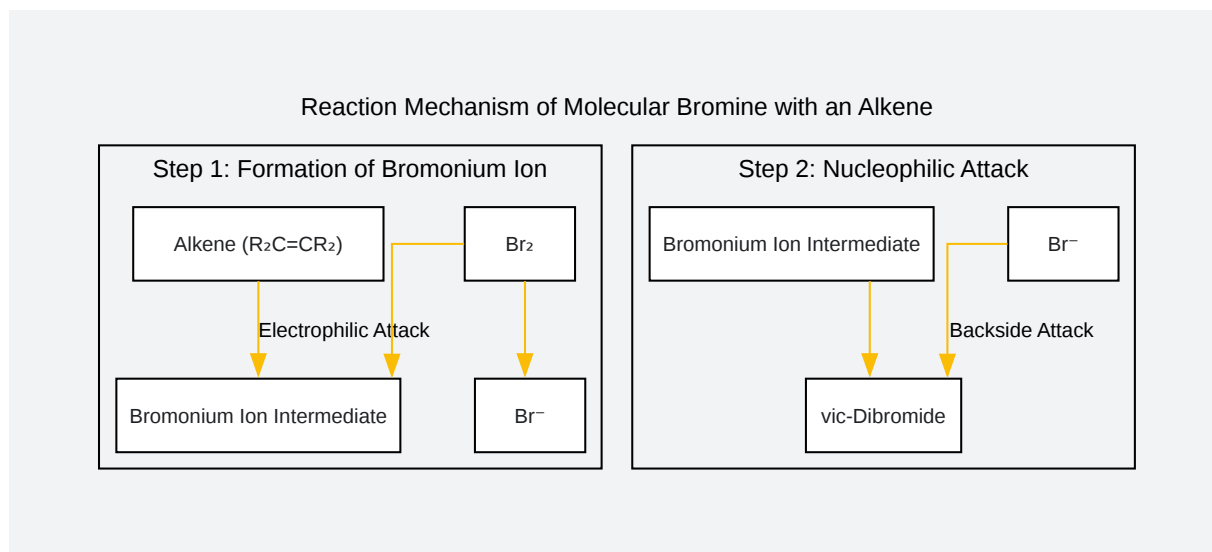 Reaction Mechanism of Molecular Bromine with an Alkene
Step 1: Formation of Bromonium Ion
Alkene (R₂C=CR₂)
Br₂
Electrophilic Attack
Bromonium Ion Intermediate
Br⁻
Step 2: Nucleophilic Attack
Bromonium Ion Intermediate
Br⁻
Backside Attack
vic-Dibromide